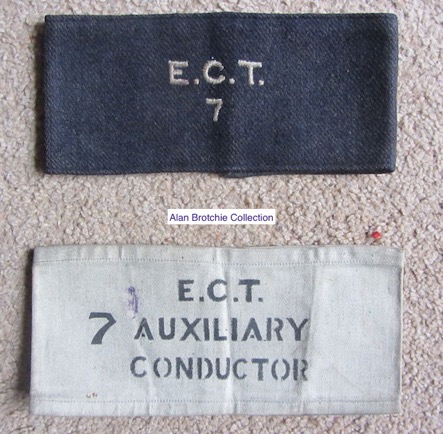 E.C.T.
7
Alan Brotchie Collection
E.C.T.
7 AUXILIARY
CONDUCTOR